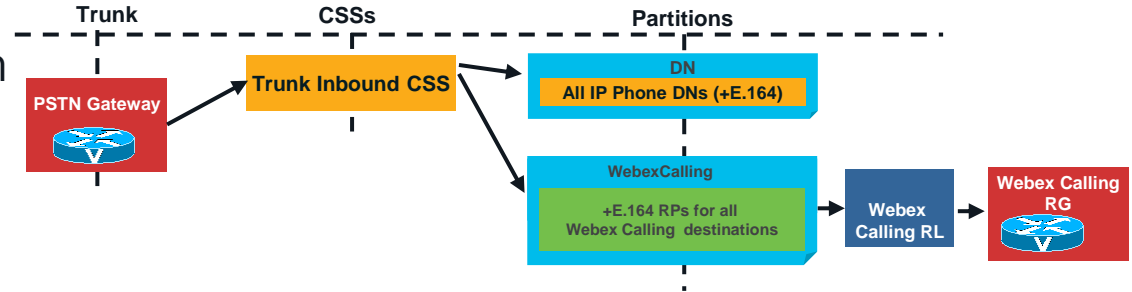 Trunk
CSSs
Partitions
n
PSTN Gateway
V
Trunk Inbound CSS
DN
All IP Phone DNs (+E.164)
WebexCalling
+E.164 RPs for all
Webex Calling destinations
Webex
Calling RL
Webex Calling
RG
V